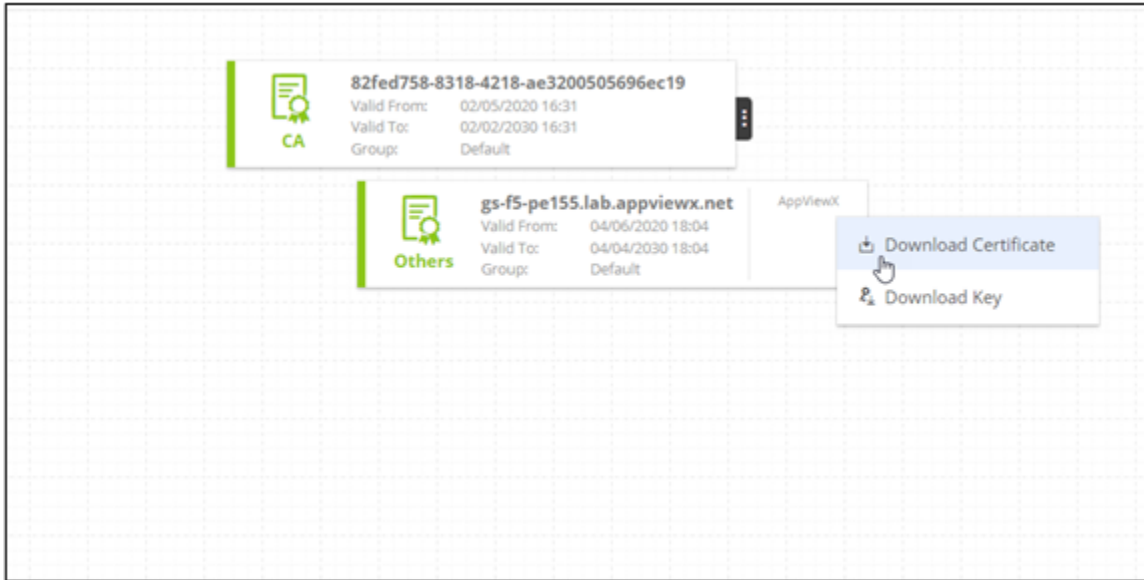 82fed758-8318-4218-ae3200505696ec19
Valid From: 02/05/2020 16:31
Valid To: 02/02/2030 16:31
Group: Default
CA
gs-f5-pe155.lab.appviewx.net
Valid From: 04/06/2020 18:04
Valid To: 04/04/2030 18:04
Group: Default
Others
AppViewX
Download Certificate
Download Key